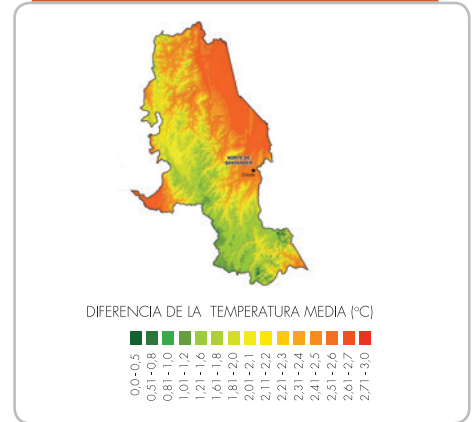 NORTE DE
SANTANDER
Cúcuta
DIFERENCIA DE LA TEMPERATURA MEDIA (ºC)
0,0 - 0,5
0,51 - 0,8
0,81 - 1,0
1,01 - 1,2
1,21 - 1,6
1,61 - 1,8
1,81 - 2,0
2,01 - 2,1
2,11 - 2,2
2,21 - 2,3
2,31 - 2,4
2,41 - 2,5
2,51 - 2,6
2,61 - 2,7
2,71 - 3,0